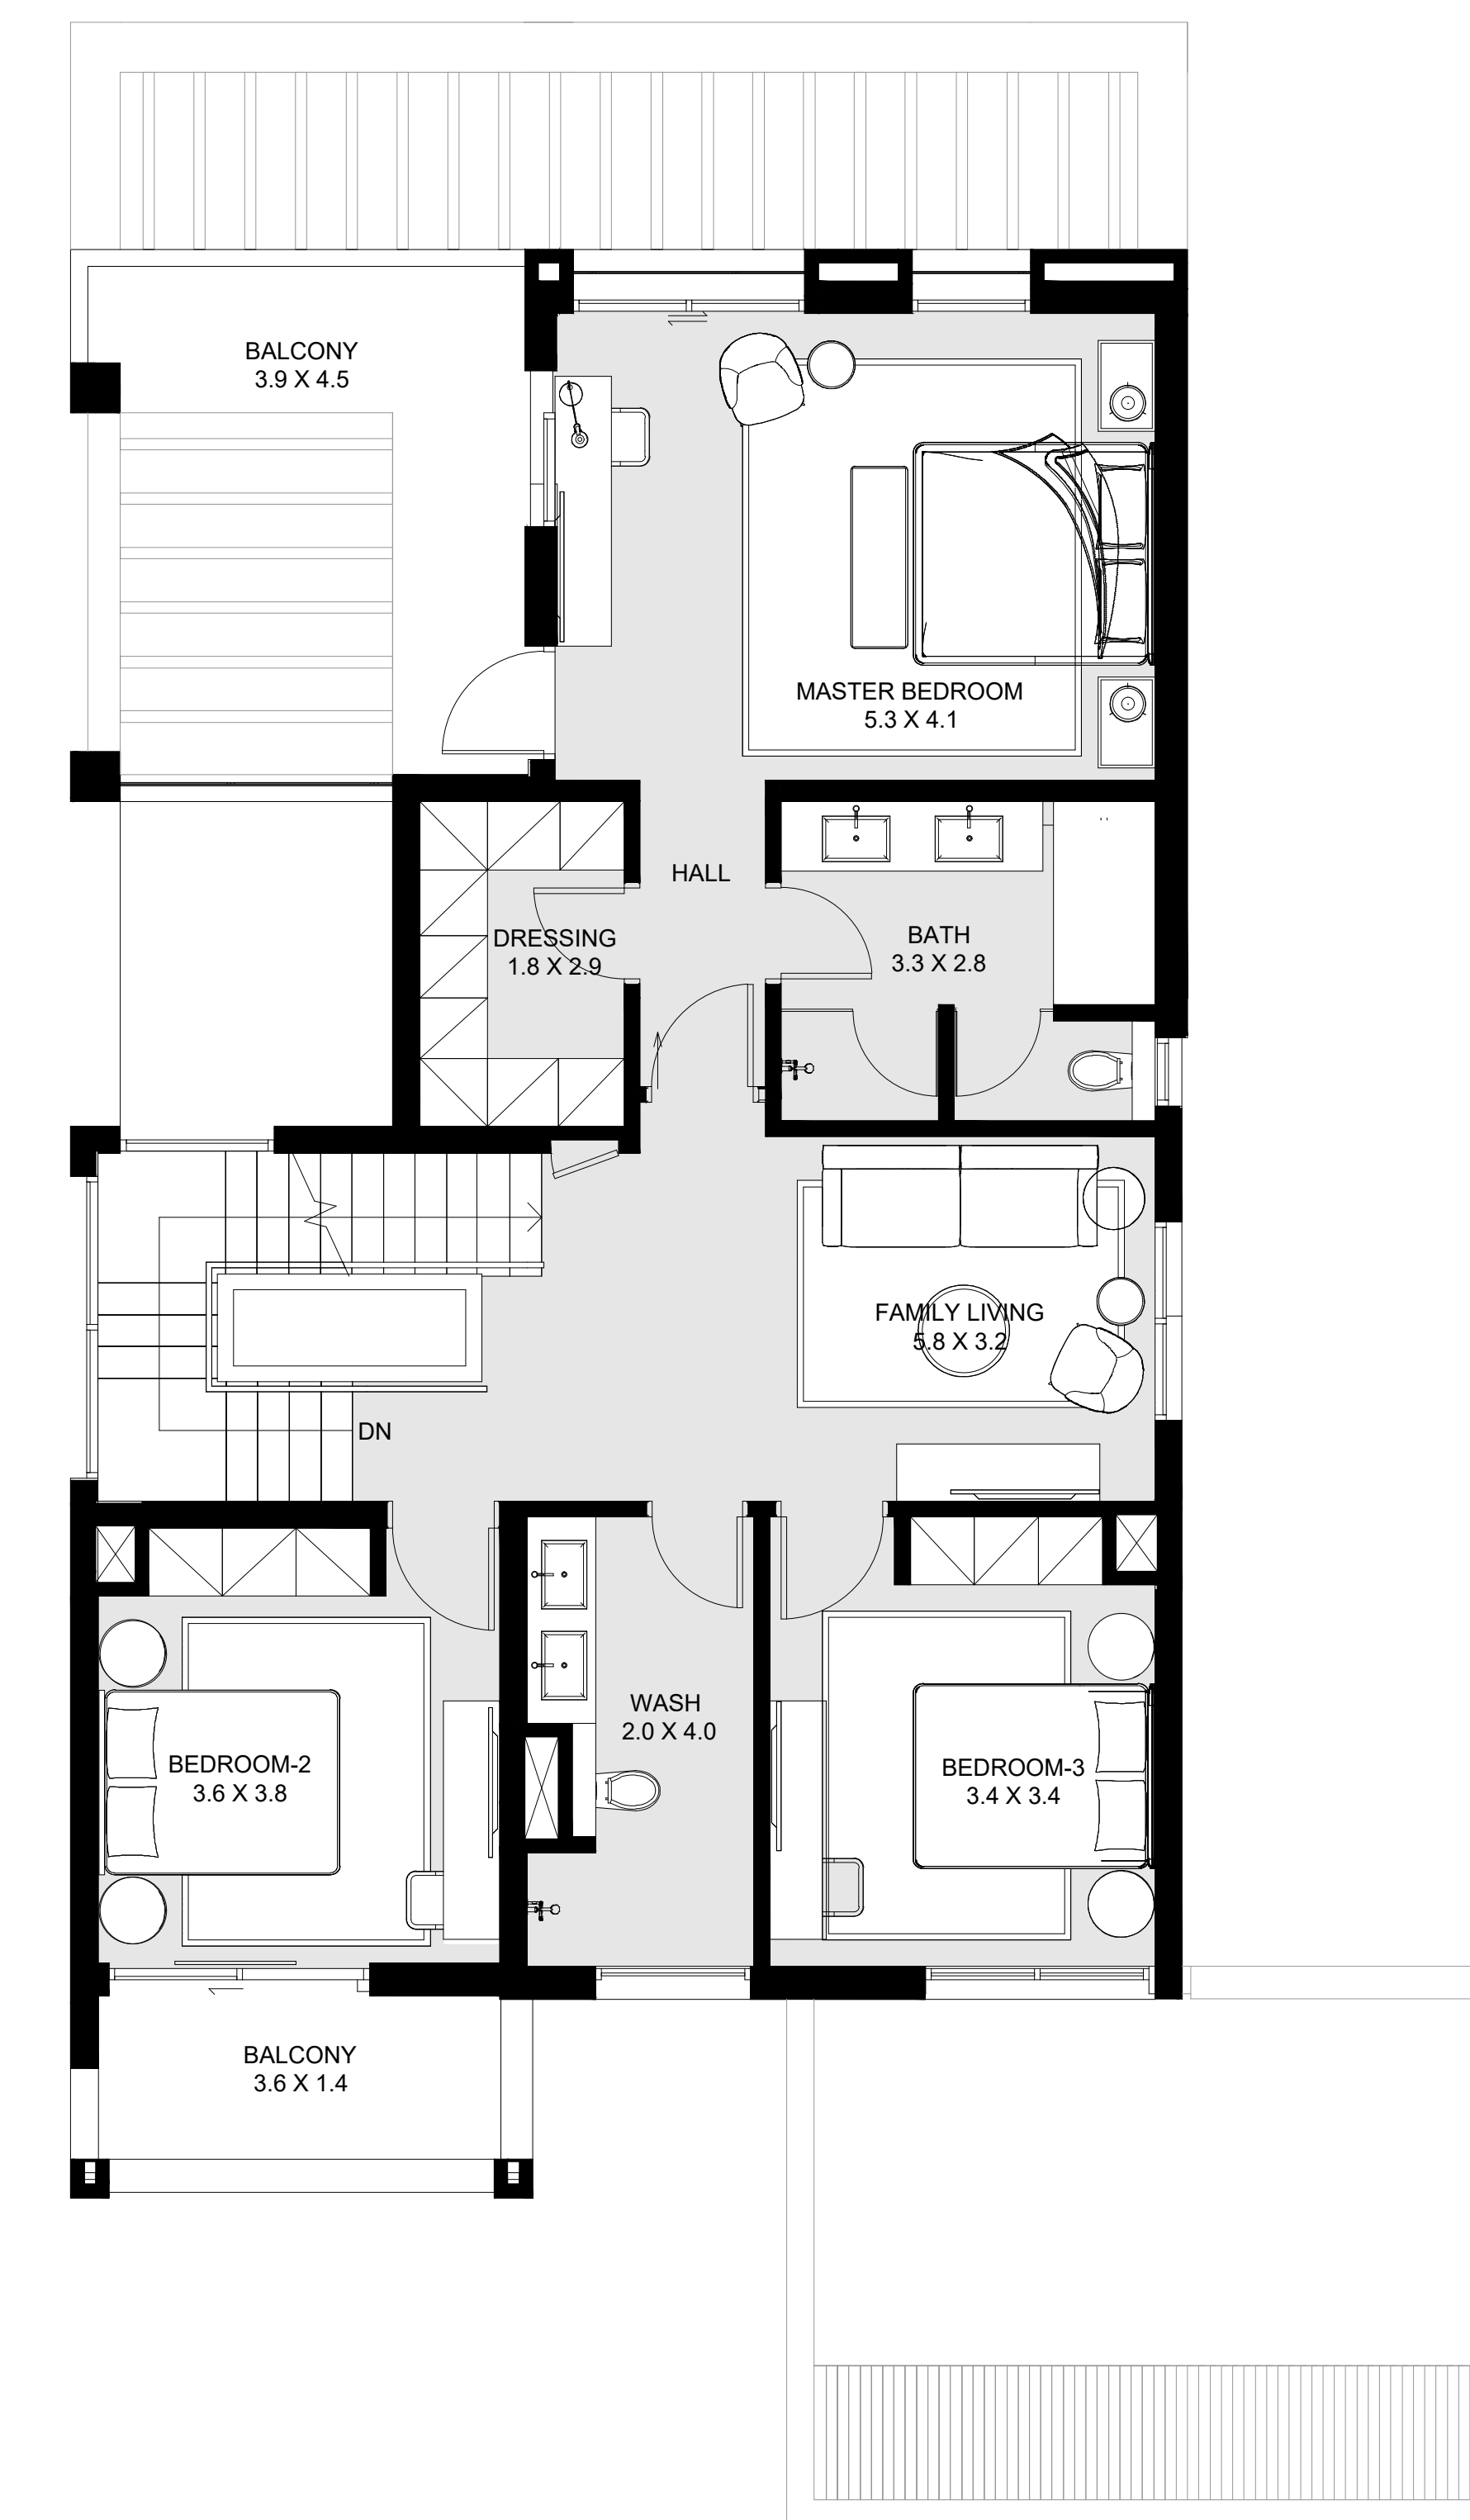 BALCONY
3.9 X 4.5
MASTER BEDROOM
5.3 X 4.1
HALL
DRESSING
1.8 X 2.9
BATH
3.3 X 2.8
FAMILY LIVING
5.8 X 3.2
DN
WASH
2.0 X 4.0
BEDROOM-2
3.6 X 3.8
BEDROOM-3
3.4 X 3.4
BALCONY
3.6 X 1.4